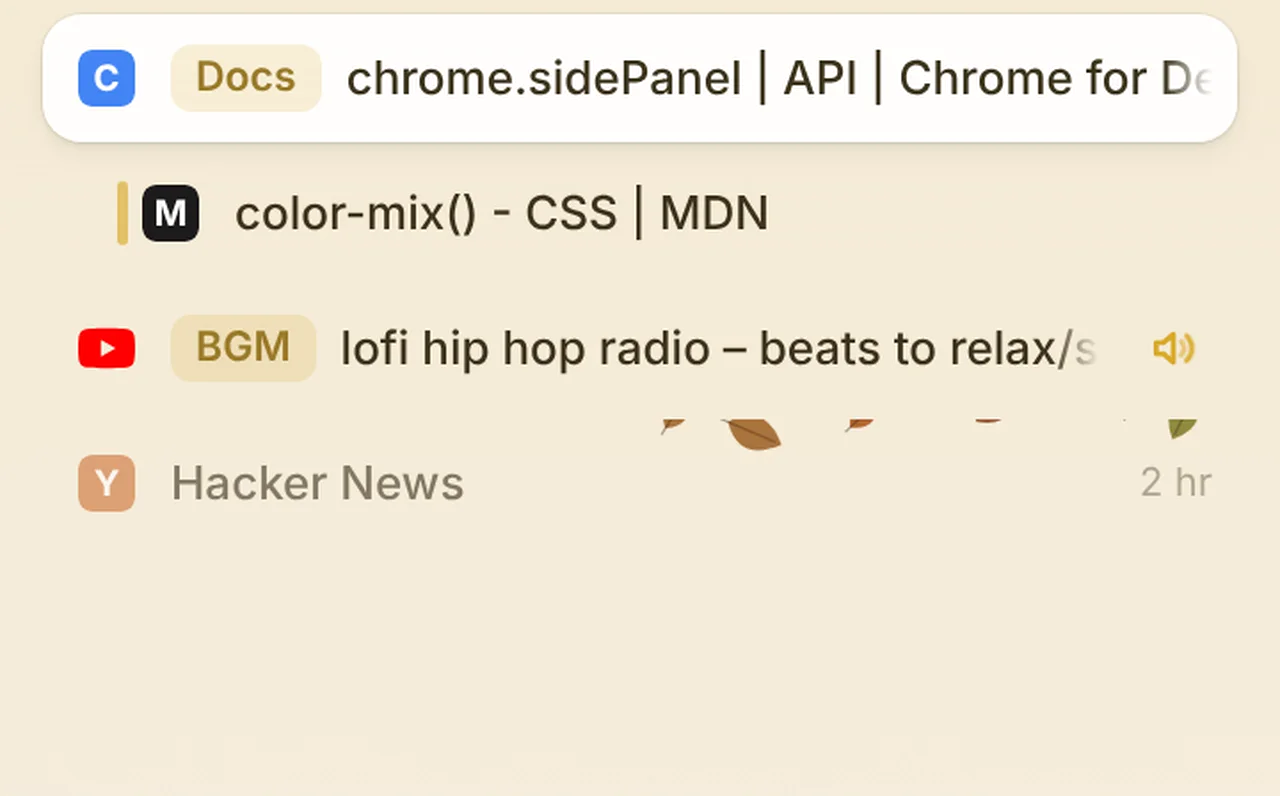 C Docs chrome.sidePanel | API | Chrome for De
M color-mix() - CSS | MDN
BGM lofi hip hop radio – beats to relax/s
Y Hacker News 2 hr